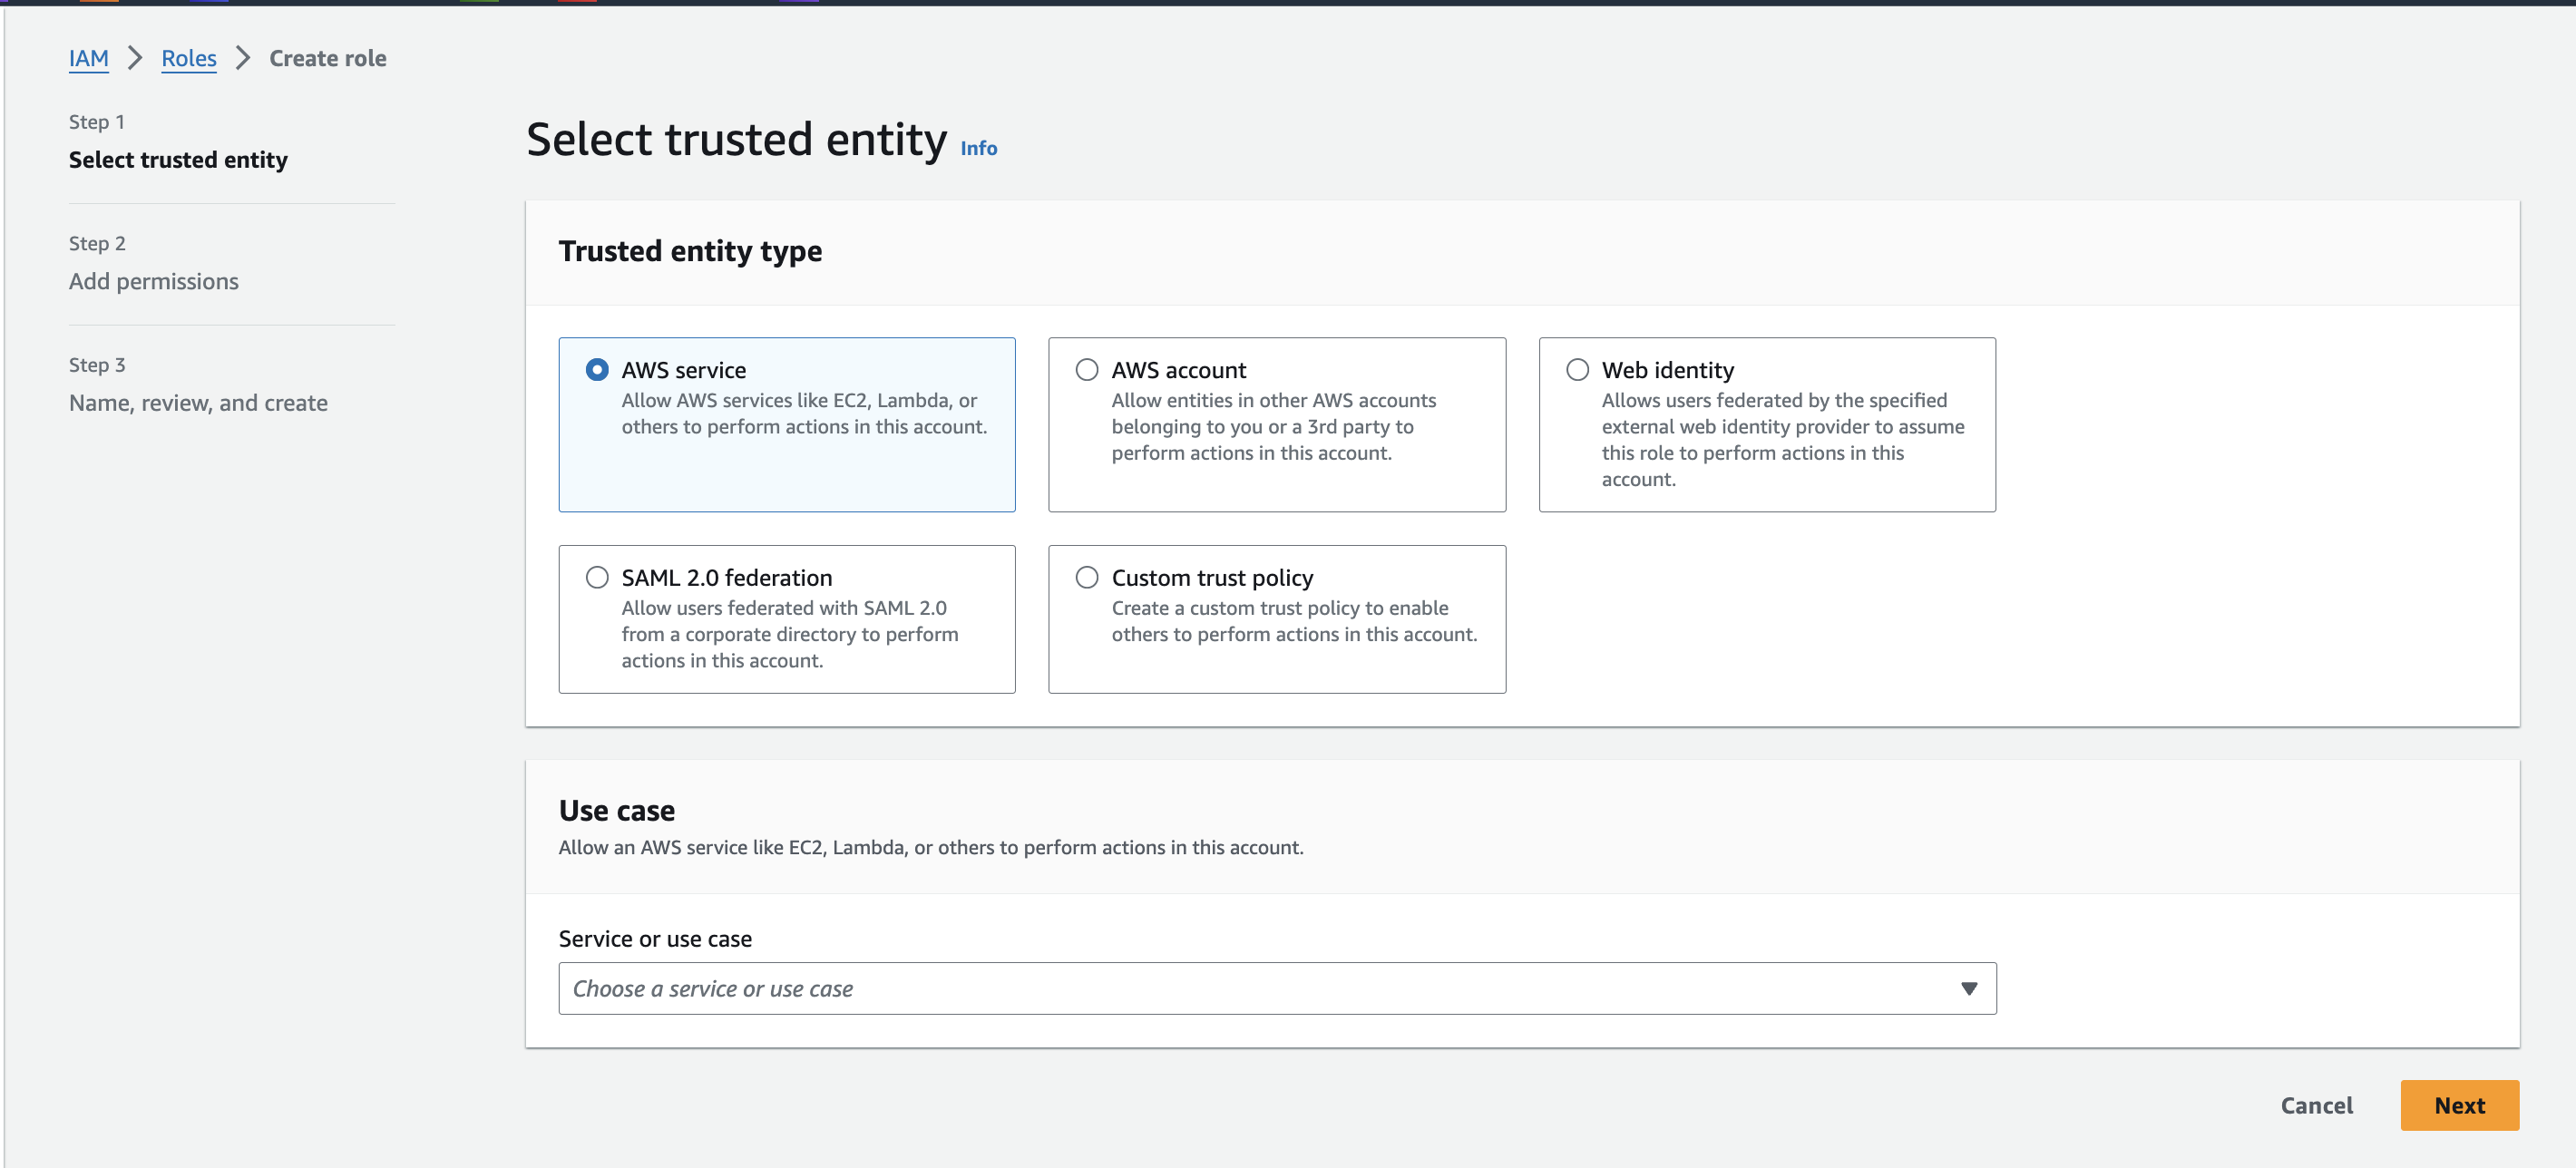 IAM > Roles > Create role
Step 1
Select trusted entity
Step 2
Add permissions
Step 3
Name, review, and create
Select trusted entity Info
Trusted entity type
AWS service
Allow AWS services like EC2, Lambda, or
others to perform actions in this account.
AWS account
Allow entities in other AWS accounts
belonging to you or a 3rd party to
perform actions in this account.
Web identity
Allows users federated by the specified
external web identity provider to assume
this role to perform actions in this
account.
SAML 2.0 federation
Allow users federated with SAML 2.0
from a corporate directory to perform
actions in this account.
Custom trust policy
Create a custom trust policy to enable
others to perform actions in this account.
Use case
Allow an AWS service like EC2, Lambda, or others to perform actions in this account.
Service or use case
Choose a service or use case
Cancel
Next